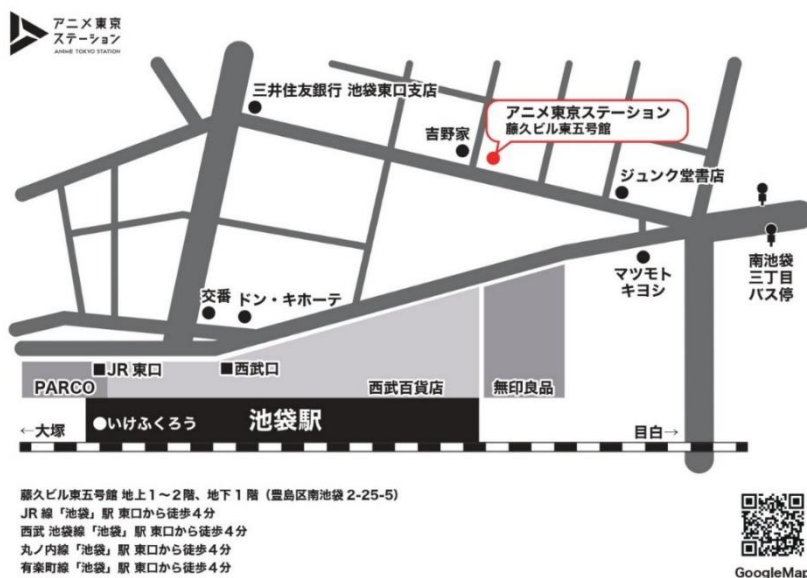 アニメ東京
ステーション
ANIME TOKYO STATION
三井住友銀行 池袋東口支店
アニメ東京ステーション
藤久ビル東五号館
吉野家
ジュンク堂書店
南池袋
三丁目
バス停
マツモト
キヨシ
交番
ドン・キホーテ
■JR東口
■西武口
PARCO
西武百貨店
無印良品
●いけふくろう
池袋駅
←大塚
目白→
藤久ビル東五号館 地上1~2階、地下1階（豊島区南池袋2-25-5）
JR線「池袋」駅 東口から徒歩4分
西武 池袋線「池袋」駅 東口から徒歩4分
丸ノ内線「池袋」駅 東口から徒歩4分
有楽町線「池袋」駅 東口から徒歩4分
GoogleMap